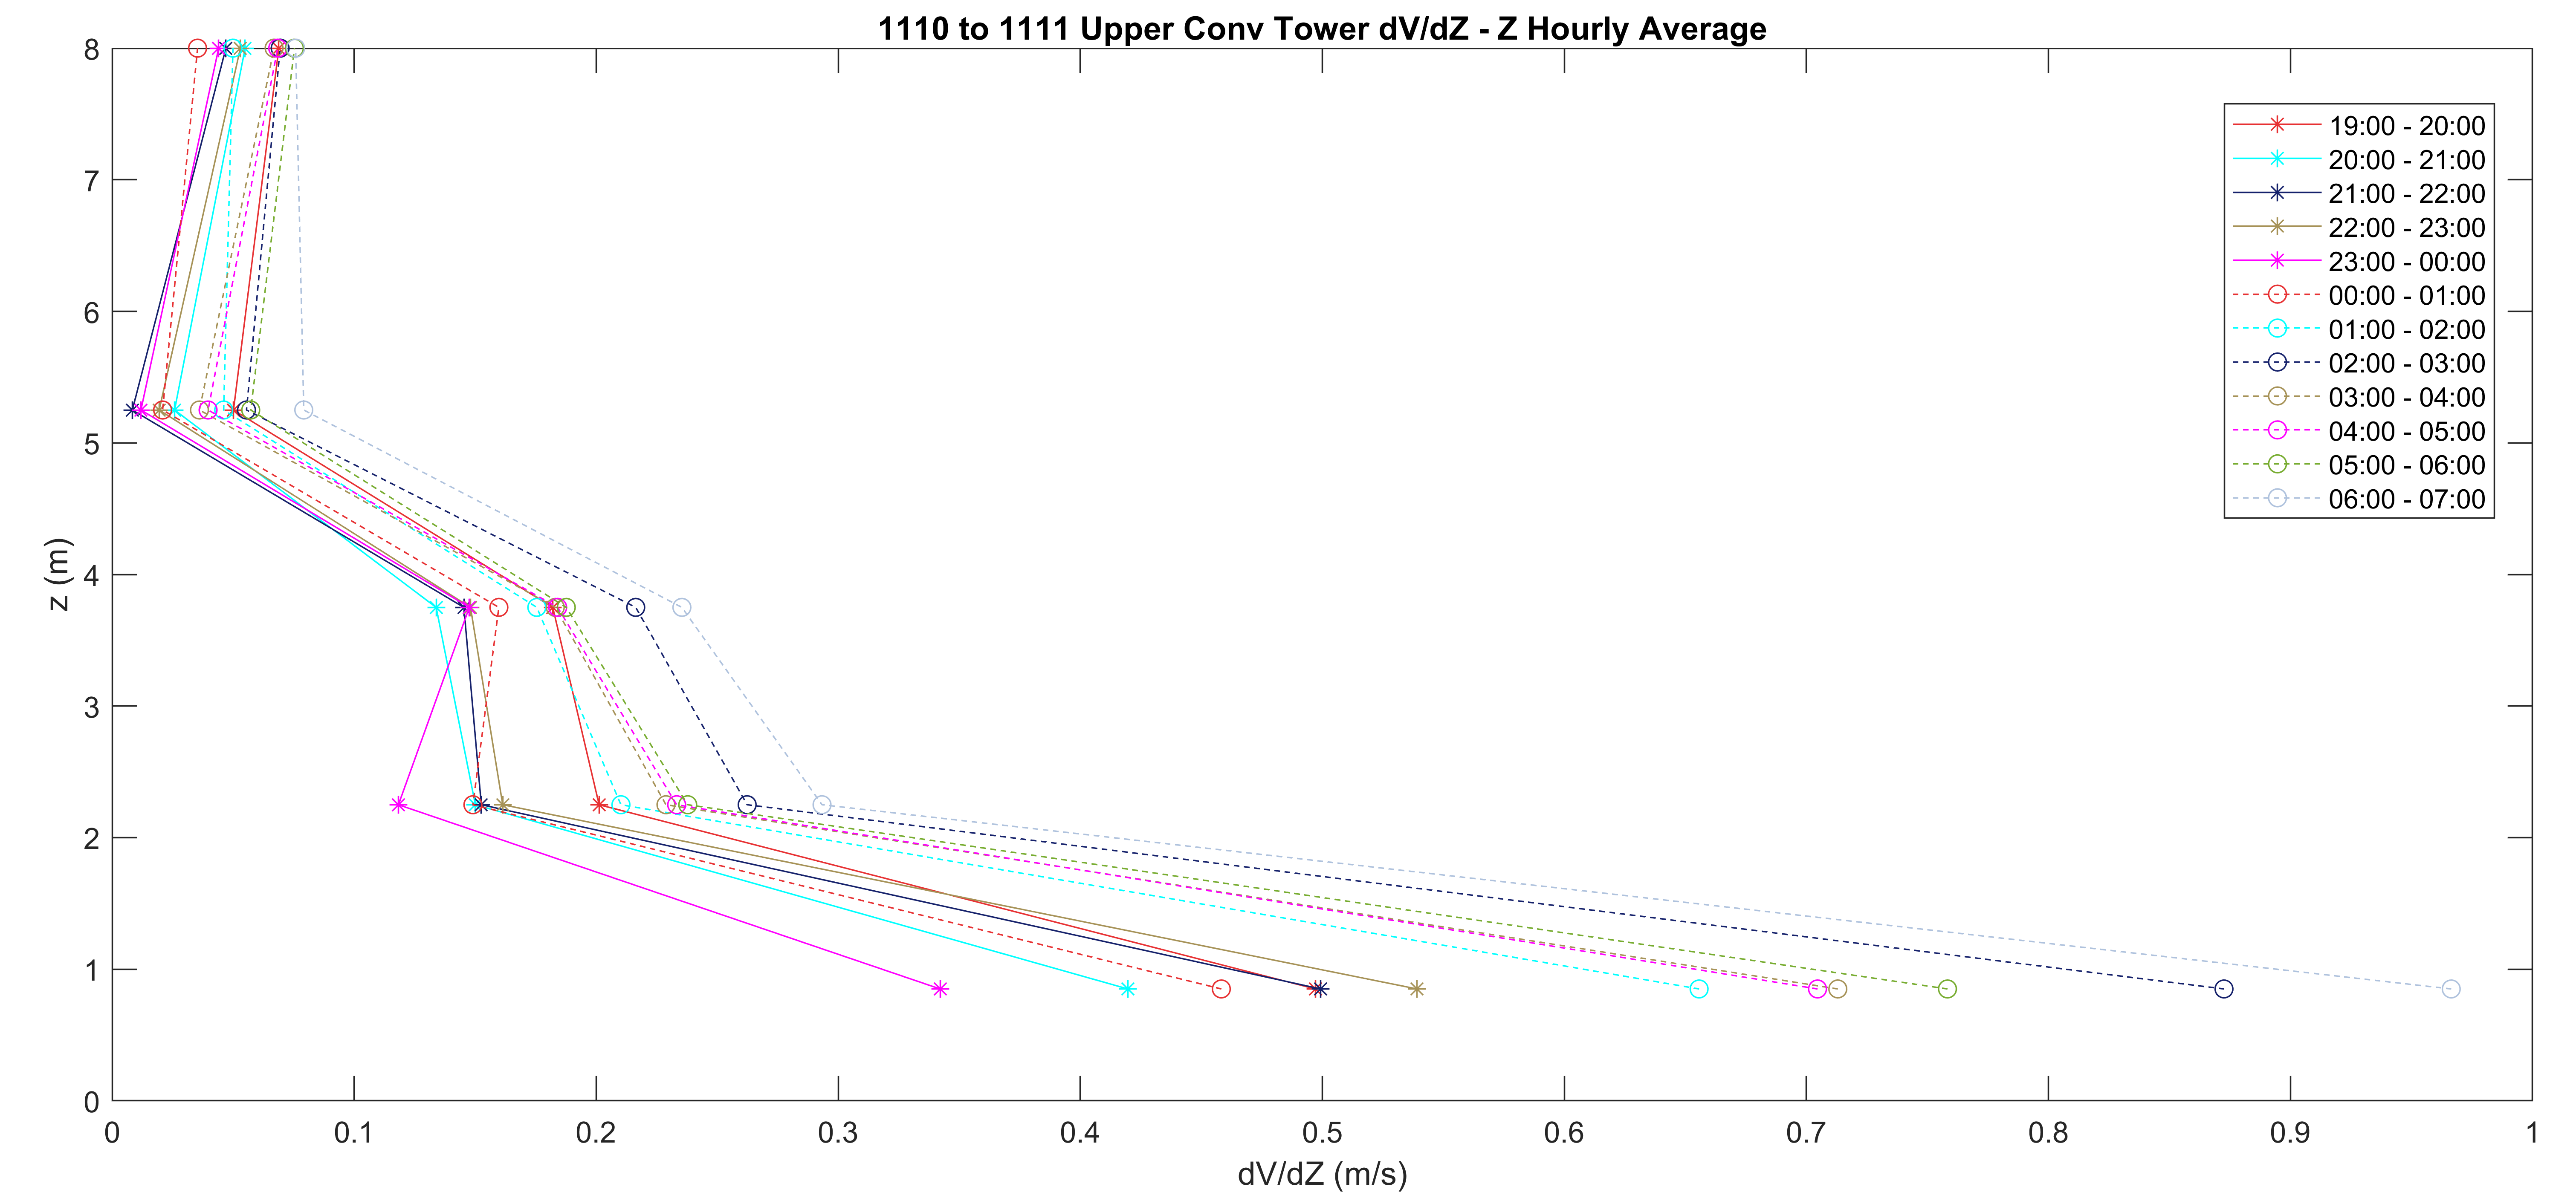 1110 to 1111 Upper Conv Tower dV/dZ - Z Hourly Average
8
7
6
5
4
3
2
1
0
z (m)
19:00 - 20:00
20:00 - 21:00
21:00 - 22:00
22:00 - 23:00
23:00 - 00:00
00:00 - 01:00
01:00 - 02:00
02:00 - 03:00
03:00 - 04:00
04:00 - 05:00
05:00 - 06:00
06:00 - 07:00
0 0.1 0.2 0.3 0.4 0.5 0.6 0.7 0.8 0.9 1
dV/dZ (m/s)